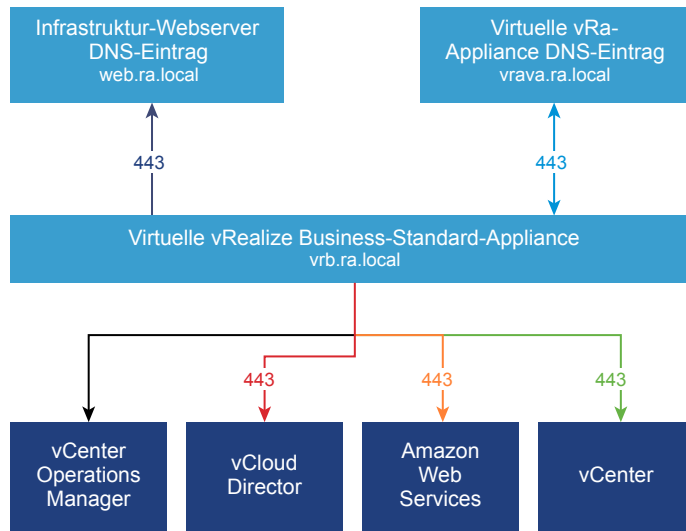 Infrastruktur-Webserver
DNS-Eintrag
web.ra.local
Virtuelle vRa-
Appliance DNS-Eintrag
vrava.ra.local
443
443
Virtuelle vRealize Business-Standard-Appliance
vrb.ra.local
443
443
443
vCenter
Operations
Manager
vCloud
Director
Amazon
Web
Services
vCenter